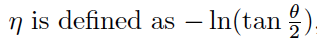 η is defined as − ln(tan θ/2).